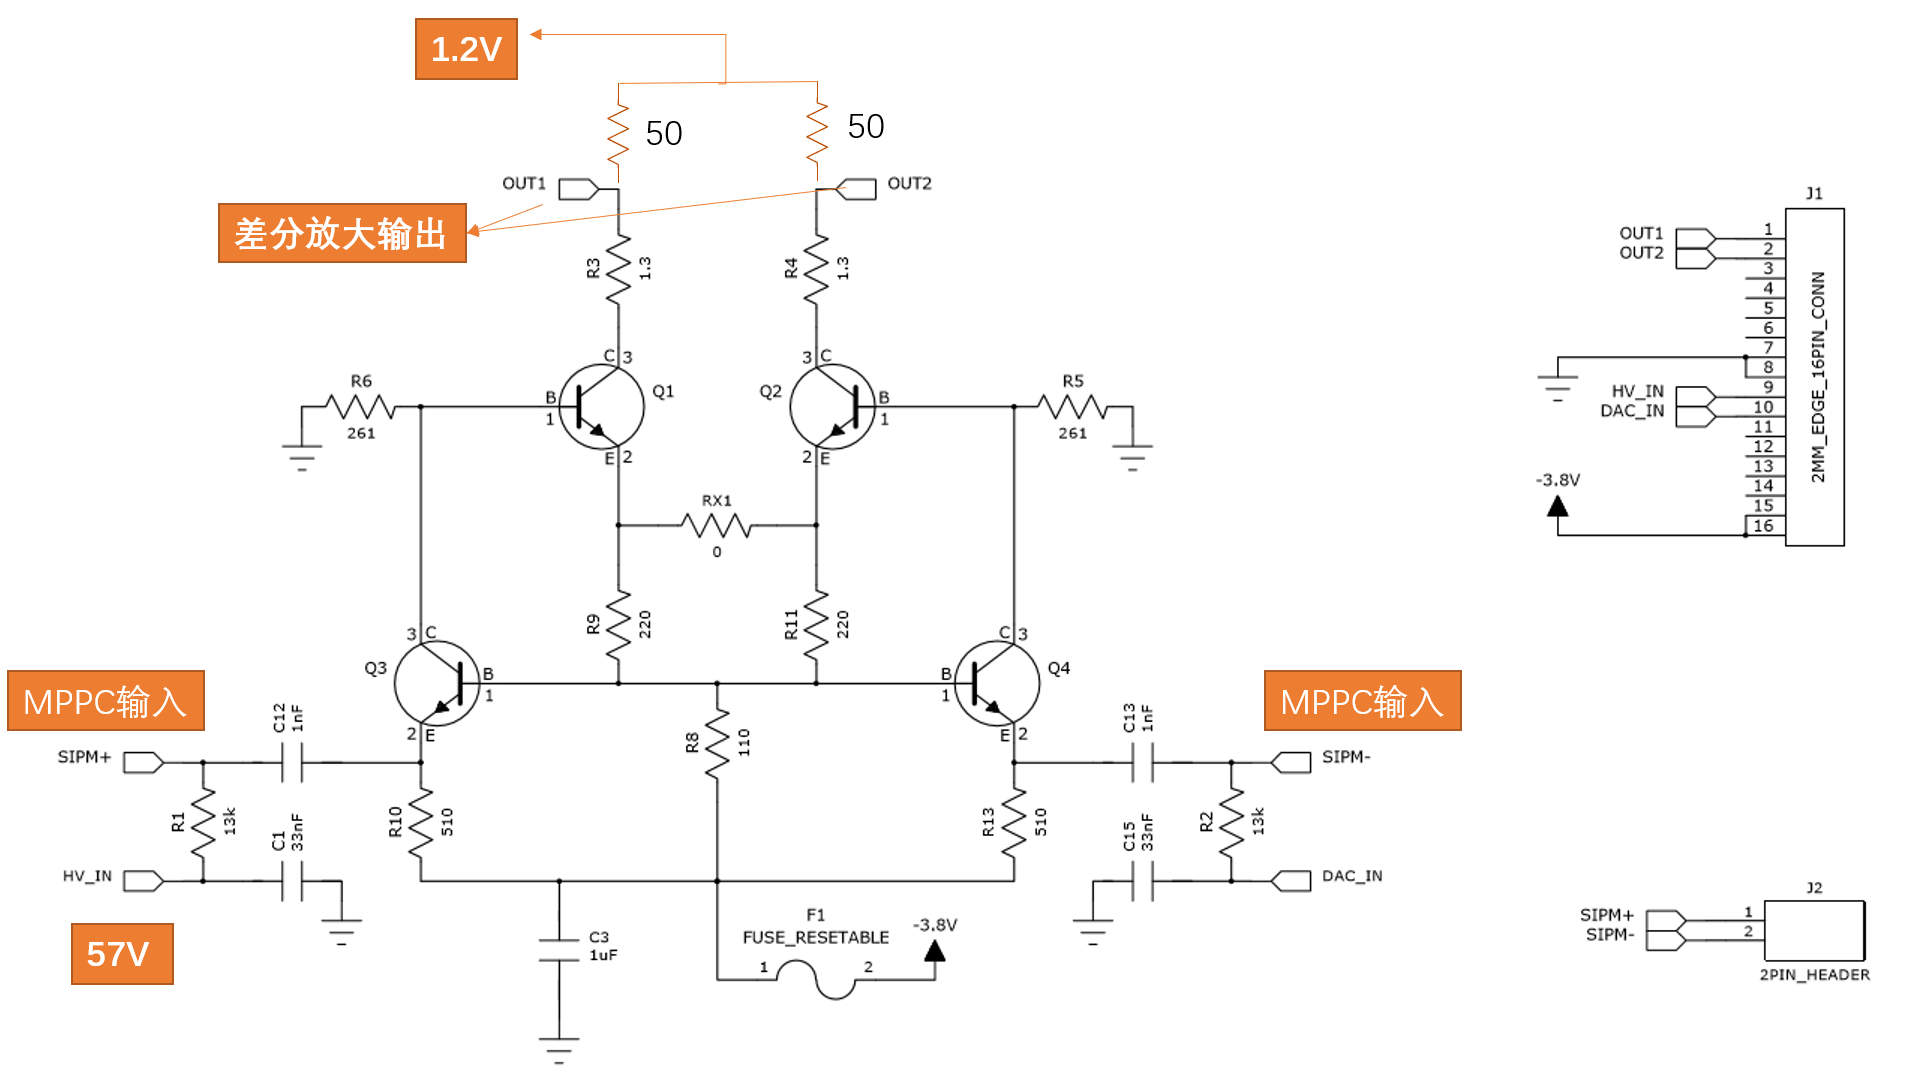 1.2V
50
50
OUT1
OUT2
差分放大输出
R3
1.3
R4
1.3
C 3
3 C
R6
261
B
1
Q1
E 2
Q2
B
1
2 E
R5
261
RX1
0
R9
220
R11
220
3 C
Q3
B
1
2 E
C 3
B
1
Q4
E 2
MPPC输入
MPPC输入
C12
1nF
SIPM+
R1
13k
C1
33nF
HV_IN
57V
R10
510
R8
110
R13
510
C13
1nF
SIPM-
R2
13k
C15
33nF
DAC_IN
C3
1uF
F1
FUSE_RESETABLE
1
2
-3.8V
J1
OUT1
OUT2
HV_IN
DAC_IN
-3.8V
1
2
3
4
5
6
7
8
9
10
11
12
13
14
15
16
2MM_EDGE_16PIN_CONN
J2
SIPM+
SIPM-
1
2
2PIN_HEADER